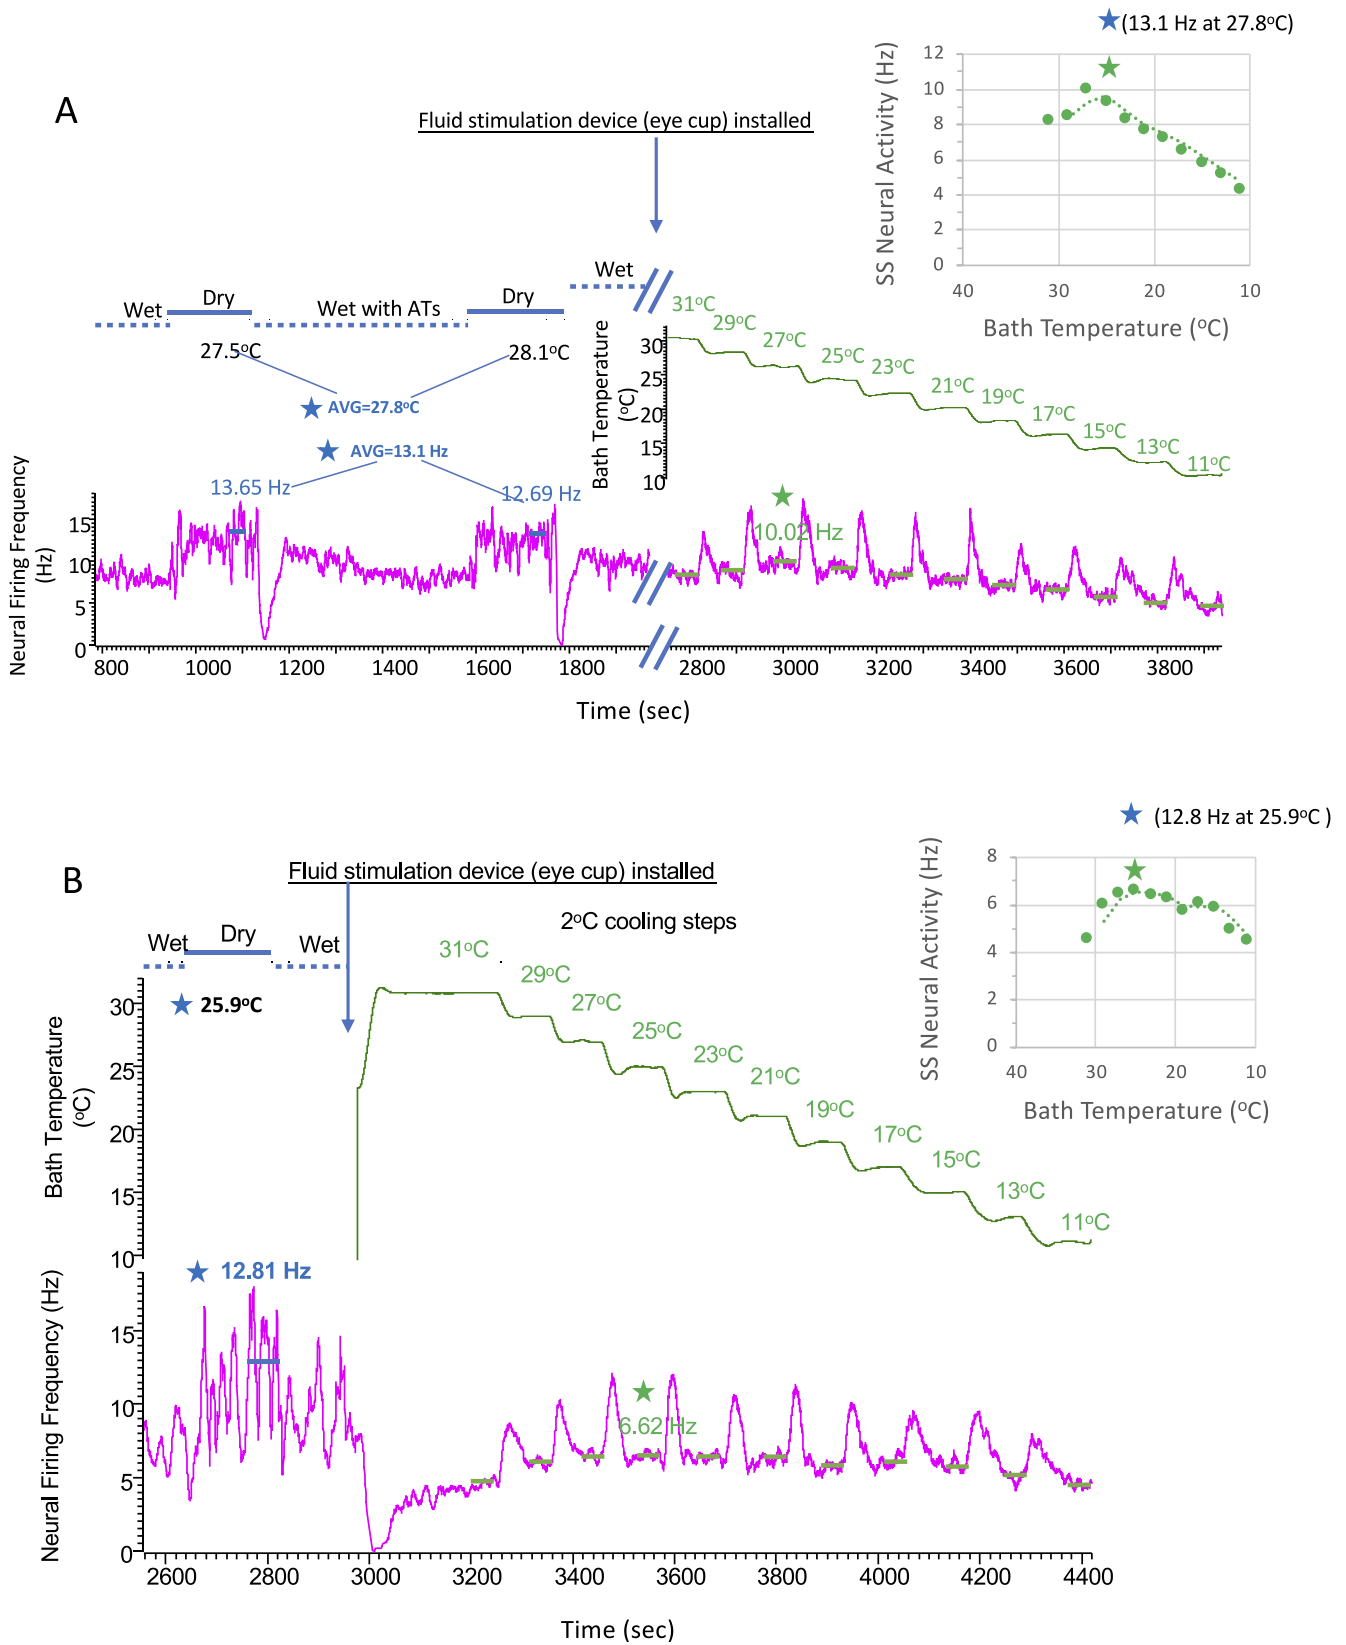 (13.1 Hz at 27.8°C)
A
Fluid stimulation device (eye cup) installed
SS Neural Activity (Hz)
12
10
8
6
4
2
0
40
30
20
10
Bath Temperature (°C)
Wet
Dry
Wet with ATs
Dry
Wet
27.5°C
28.1°C
AVG=27.8°C
AVG=13.1 Hz
13.65 Hz
12.69 Hz
Bath Temperature
(°C)
30
25
20
15
10
31°C
29°C
27°C
25°C
23°C
21°C
19°C
17°C
15°C
13°C
11°C
10.02 Hz
Neural Firing Frequency
(Hz)
15
10
5
0
800
1000
1200
1400
1600
1800
2800
3000
3200
3400
3600
3800
Time (sec)
(12.8 Hz at 25.9°C )
B
Fluid stimulation device (eye cup) installed
SS Neural Activity (Hz)
8
6
4
2
0
40
30
20
10
Bath Temperature (°C)
2°C cooling steps
Wet
Dry
Wet
25.9°C
Bath Temperature
(°C)
30
25
20
15
10
31°C
29°C
27°C
25°C
23°C
21°C
19°C
17°C
15°C
13°C
11°C
12.81 Hz
6.62 Hz
Neural Firing Frequency (Hz)
15
10
5
0
2600
2800
3000
3200
3400
3600
3800
4000
4200
4400
Time (sec)